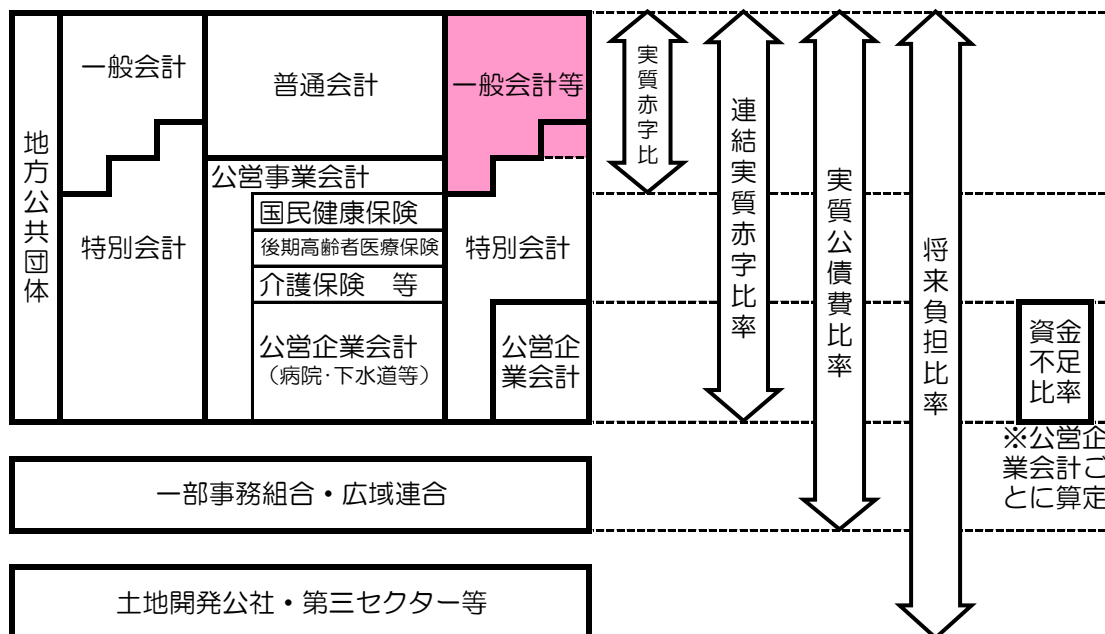 地方公共団体
一般会計
特別会計
普通会計
公営事業会計
国民健康保険
後期高齢者医療保険
介護保険　等
公営企業会計
（病院･下水道等）
一般会計等
特別会計
公営企
業会計
実質赤字比
連結実質赤字比率
実質公債費比率
将来負担比率
資金
不足
比率
※公営企
業会計ご
とに算定
一部事務組合・広域連合
土地開発公社・第三セクター等